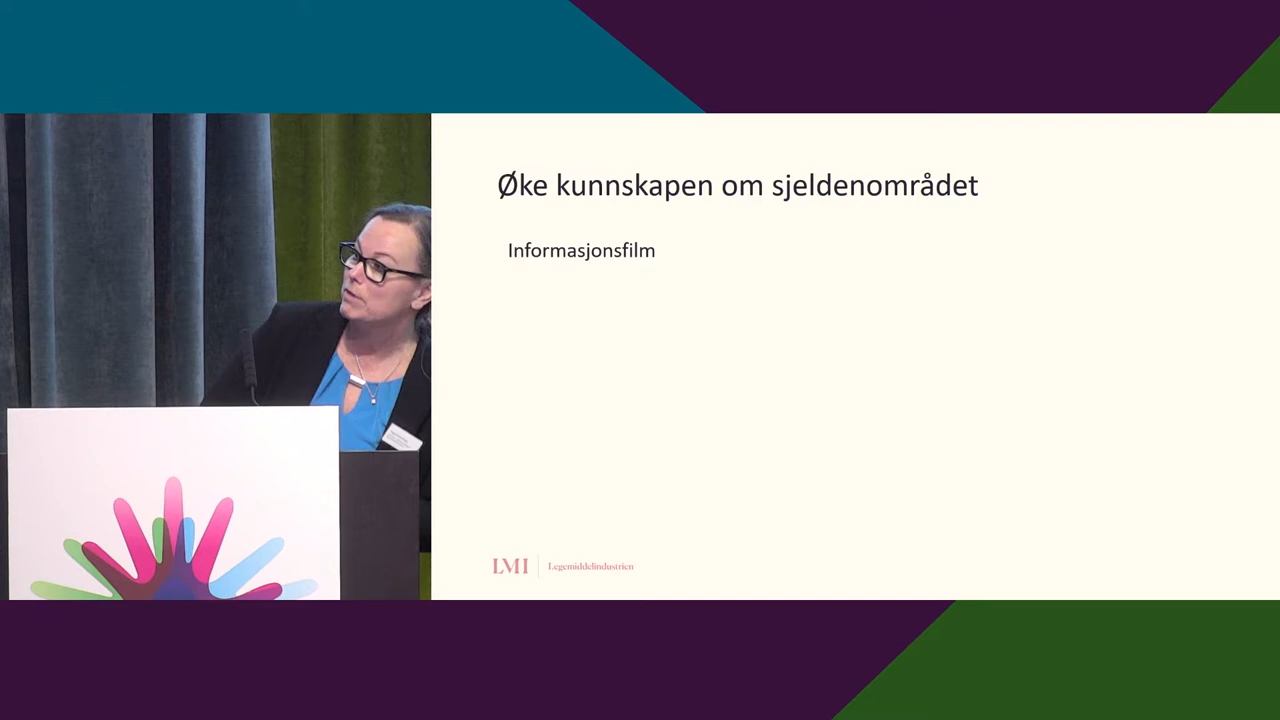 Øke kunnskapen om sjeldenområdet
Informasjonsfilm
LMI
Legemiddelindustrien